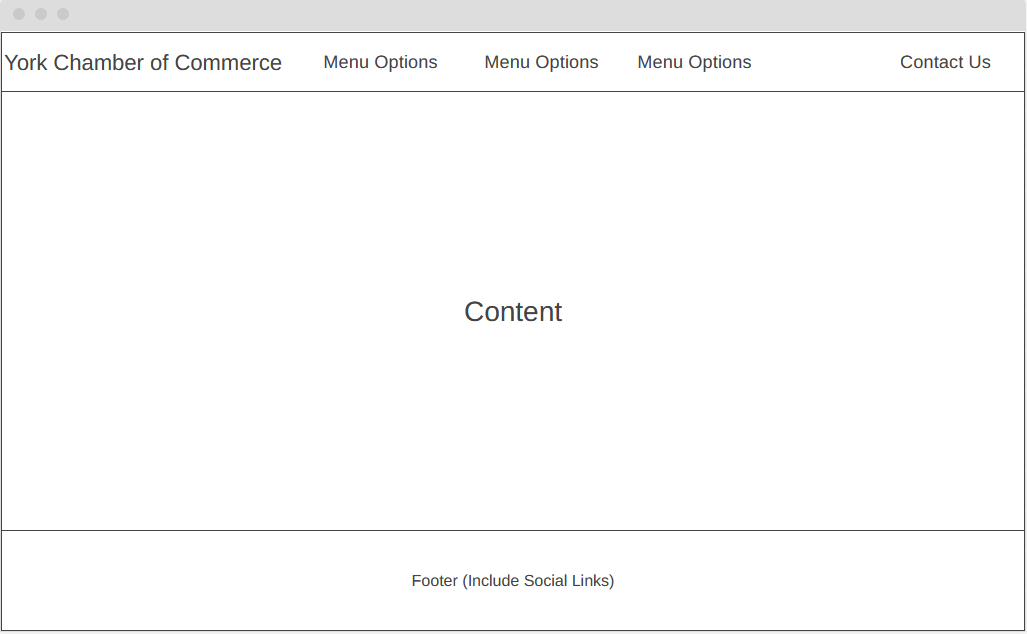 York Chamber of Commerce Menu Options Menu Options Menu Options Contact Us
Content
Footer (Include Social Links)